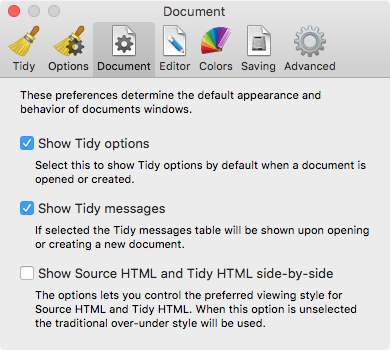 Document
Tidy Options Document Editor Colors Saving Advanced
These preferences determine the default appearance and
behavior of documents windows.
Show Tidy options
Select this to show Tidy options by default when a document is
opened or created.
Show Tidy messages
If selected the Tidy messages table will be shown upon opening
or creating a new document.
Show Source HTML and Tidy HTML side-by-side
The options lets you control the preferred viewing style for
Source HTML and Tidy HTML. When this option is unselected
the traditional over-under style will be used.